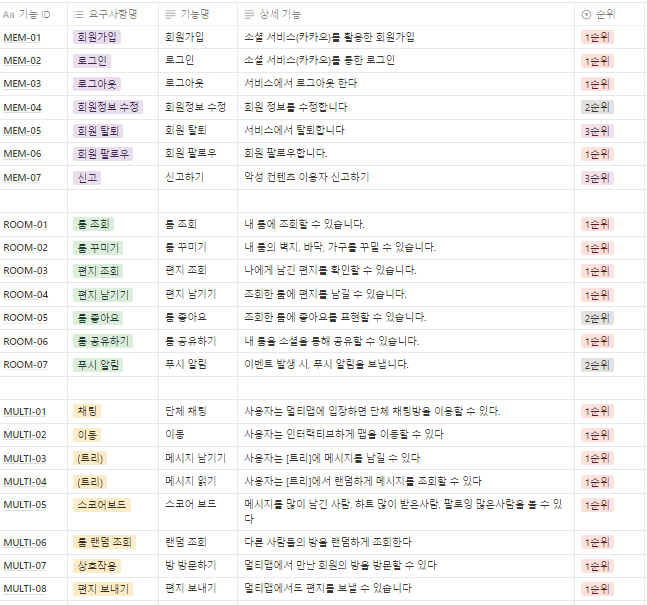 Aa 기능 ID 요구사항명 기능명 상세 기능 순위
MEM-01 회원가입 회원가입 소셜 서비스(카카오)를 활용한 회원가입 1순위
MEM-02 로그인 로그인 소셜 서비스(카카오)를 통한 로그인 1순위
MEM-03 로그아웃 로그아웃 서비스에서 로그아웃 한다 1순위
MEM-04 회원정보 수정 회원정보 수정 회원 정보를 수정합니다 2순위
MEM-05 회원 탈퇴 회원 탈퇴 서비스에서 탈퇴합니다 3순위
MEM-06 회원 팔로우 회원 팔로우 회원 팔로우합니다. 1순위
MEM-07 신고 신고하기 악성 컨텐츠 이용자 신고하기 3순위
ROOM-01 룸 조회 룸 조회 내 룸에 조회할 수 있습니다. 1순위
ROOM-02 룸 꾸미기 룸 꾸미기 내 룸의 벽지, 바닥, 가구를 꾸밀 수 있습니다. 1순위
ROOM-03 편지 조회 편지 조회 나에게 남긴 편지를 확인할 수 있습니다. 1순위
ROOM-04 편지 남기기 편지 남기기 조회한 룸에 편지를 남길 수 있습니다. 1순위
ROOM-05 룸 좋아요 룸 좋아요 조회한 룸에 좋아요를 표현할 수 있습니다. 2순위
ROOM-06 룸 공유하기 룸 공유하기 내 룸을 소셜을 통해 공유할 수 있습니다. 1순위
ROOM-07 푸시 알림 푸시 알림 이벤트 발생 시, 푸시 알림을 보냅니다. 2순위
MULTI-01 채팅 단체 채팅 사용자는 멀티맵에 입장하면 단체 채팅방을 이용할 수 있다. 1순위
MULTI-02 이동 이동 사용자는 인터랙티브하게 맵을 이동할 수 있다 1순위
MULTI-03 (트리) 메시지 남기기 사용자는 [트리]에 메시지를 남길 수 있다 1순위
MULTI-04 (트리) 메시지 읽기 사용자는 [트리]에서 랜덤하게 메시지를 조회할 수 있다 1순위
MULTI-05 스코어보드 스코어 보드 메시지를 많이 남긴 사람, 하트 많이 받은사람, 팔로잉 많은사람을 볼 수 있 1순위
다
MULTI-06 룸 랜덤 조회 랜덤 조회 다른 사람들의 방을 랜덤하게 조회한다 1순위
MULTI-07 상호작용 방 방문하기 멀티맵에서 만난 회원의 방을 방문할 수 있다 1순위
MULTI-08 편지 보내기 편지 보내기 멀티맵에서도 편지를 보낼 수 있습니다 1순위